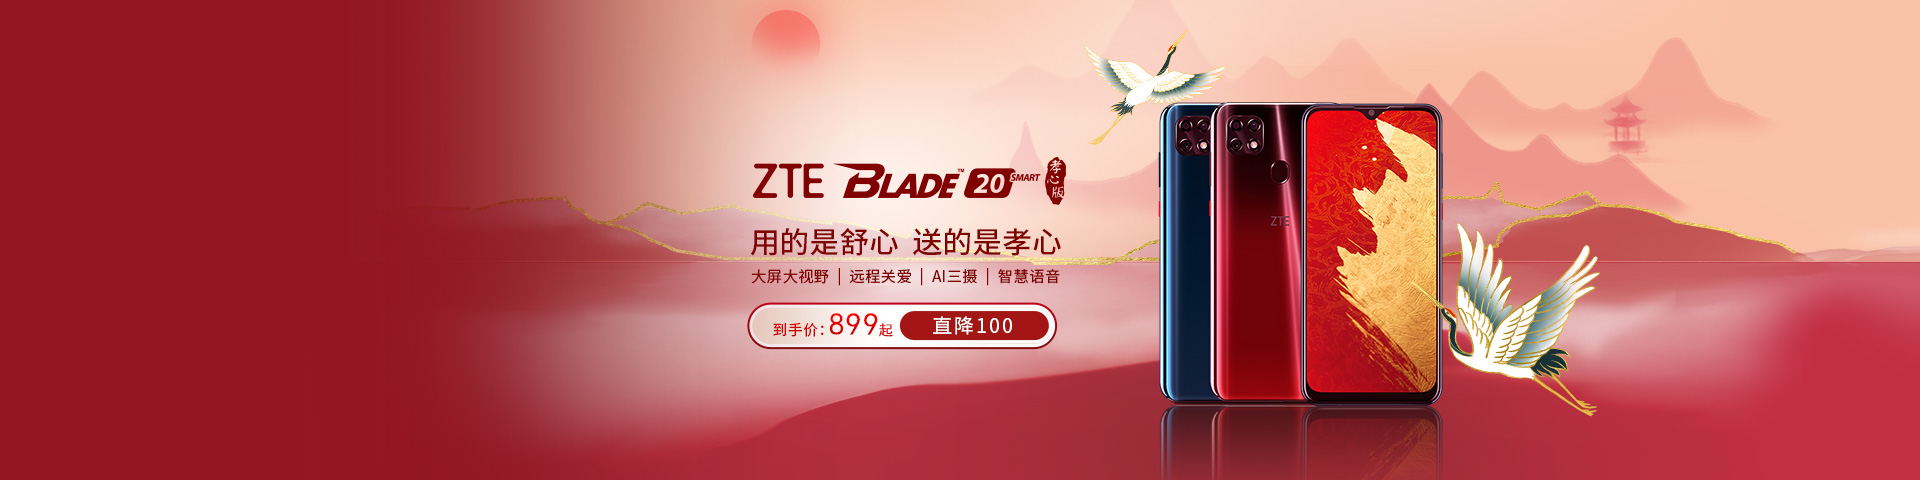 ZTE BLADE™ 20 SMART 孝心版
用的是舒心 送的是孝心
大屏大视野 | 远程关爱 | AI三摄 | 智慧语音
到手价: 899起 直降100
ZTE